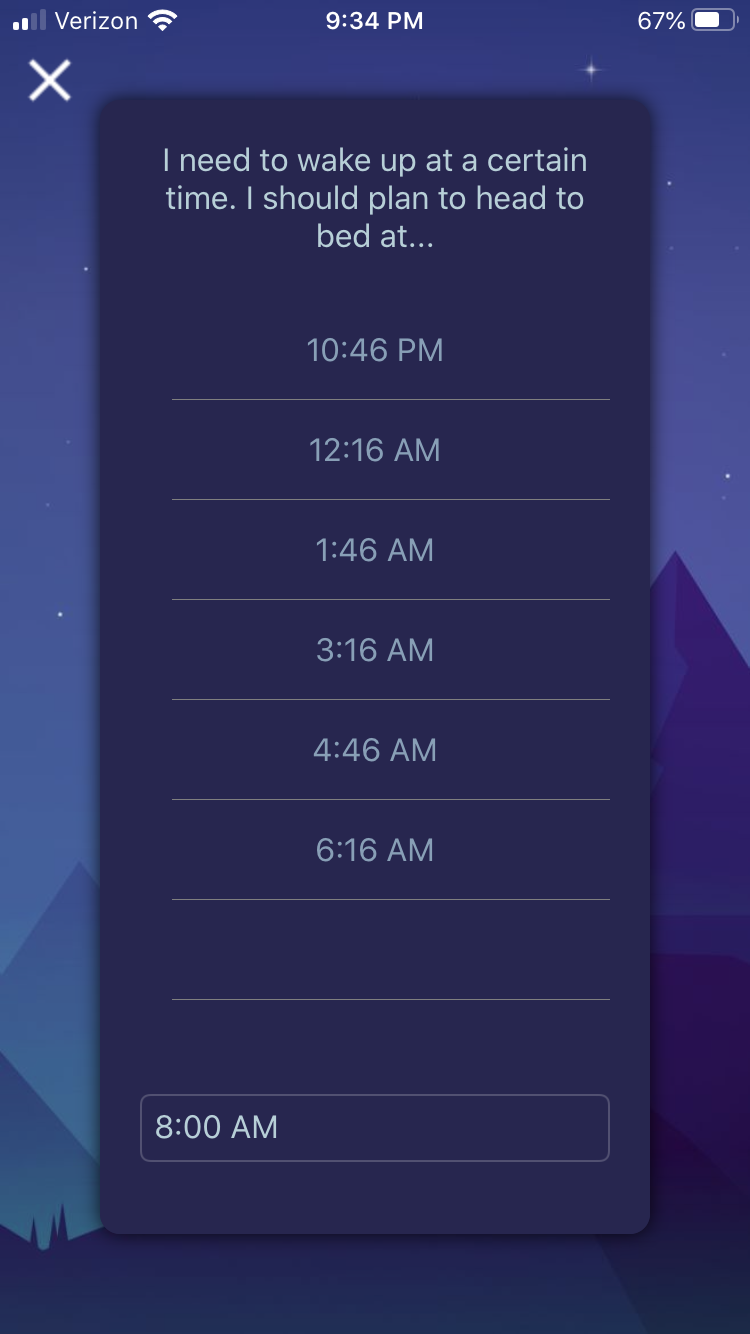 Verizon 9:34 PM 67%
I need to wake up at a certain
time. I should plan to head to
bed at...
10:46 PM
12:16 AM
1:46 AM
3:16 AM
4:46 AM
6:16 AM
8:00 AM